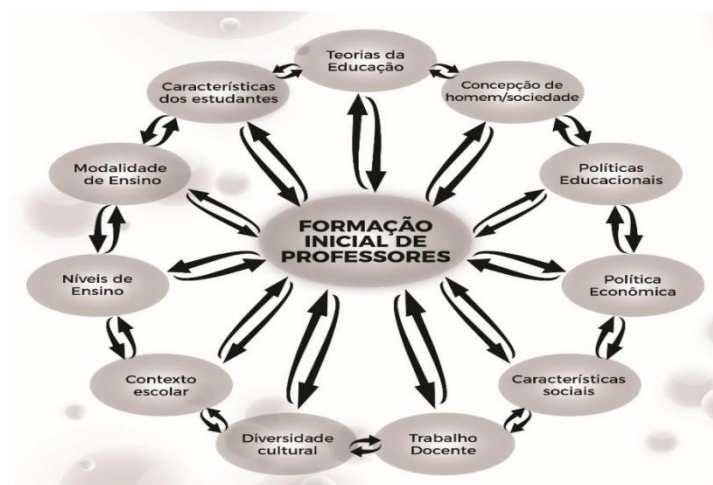 Teorias da
Educação
Características
dos estudantes
Concepção de
homem/sociedade
Modalidade
de Ensino
Políticas
Educacionais
FORMAÇÃO
INICIAL DE
PROFESSORES
Níveis de
Ensino
Política
Econômica
Contexto
escolar
Características
sociais
Diversidade
cultural
Trabalho
Docente